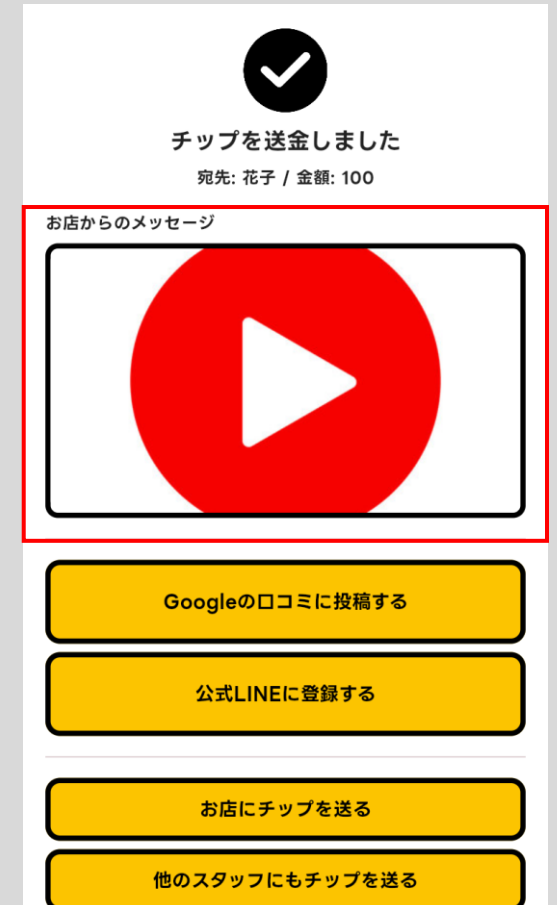 チップを送金しました
宛先: 花子 / 金額: 100
お店からのメッセージ
Googleの口コミに投稿する
公式LINEに登録する
お店にチップを送る
他のスタッフにもチップを送る